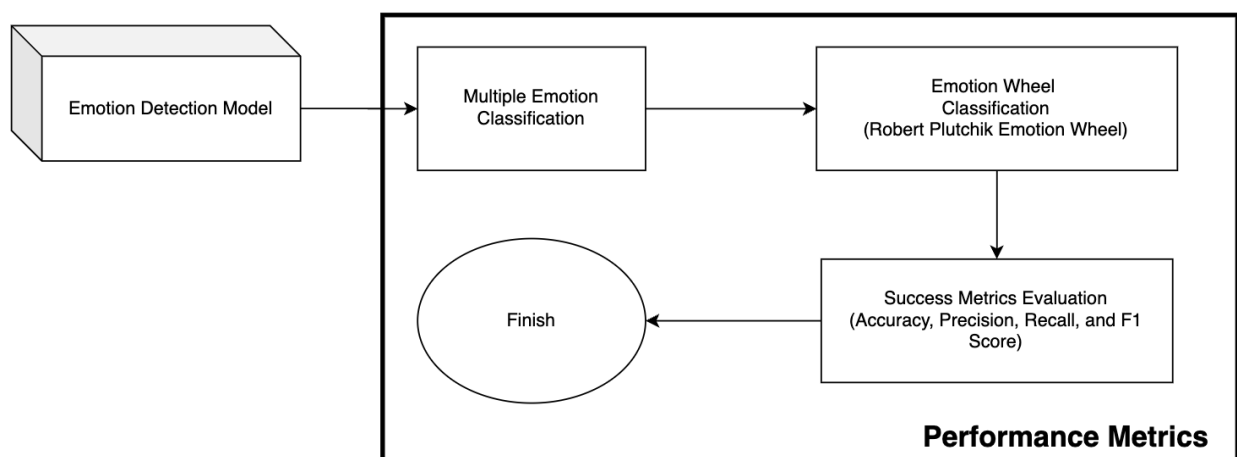 Emotion Detection Model
Multiple Emotion
Classification
Emotion Wheel
Classification
(Robert Plutchik Emotion Wheel)
Success Metrics Evaluation
(Accuracy, Precision, Recall, and F1
Score)
Finish
Performance Metrics